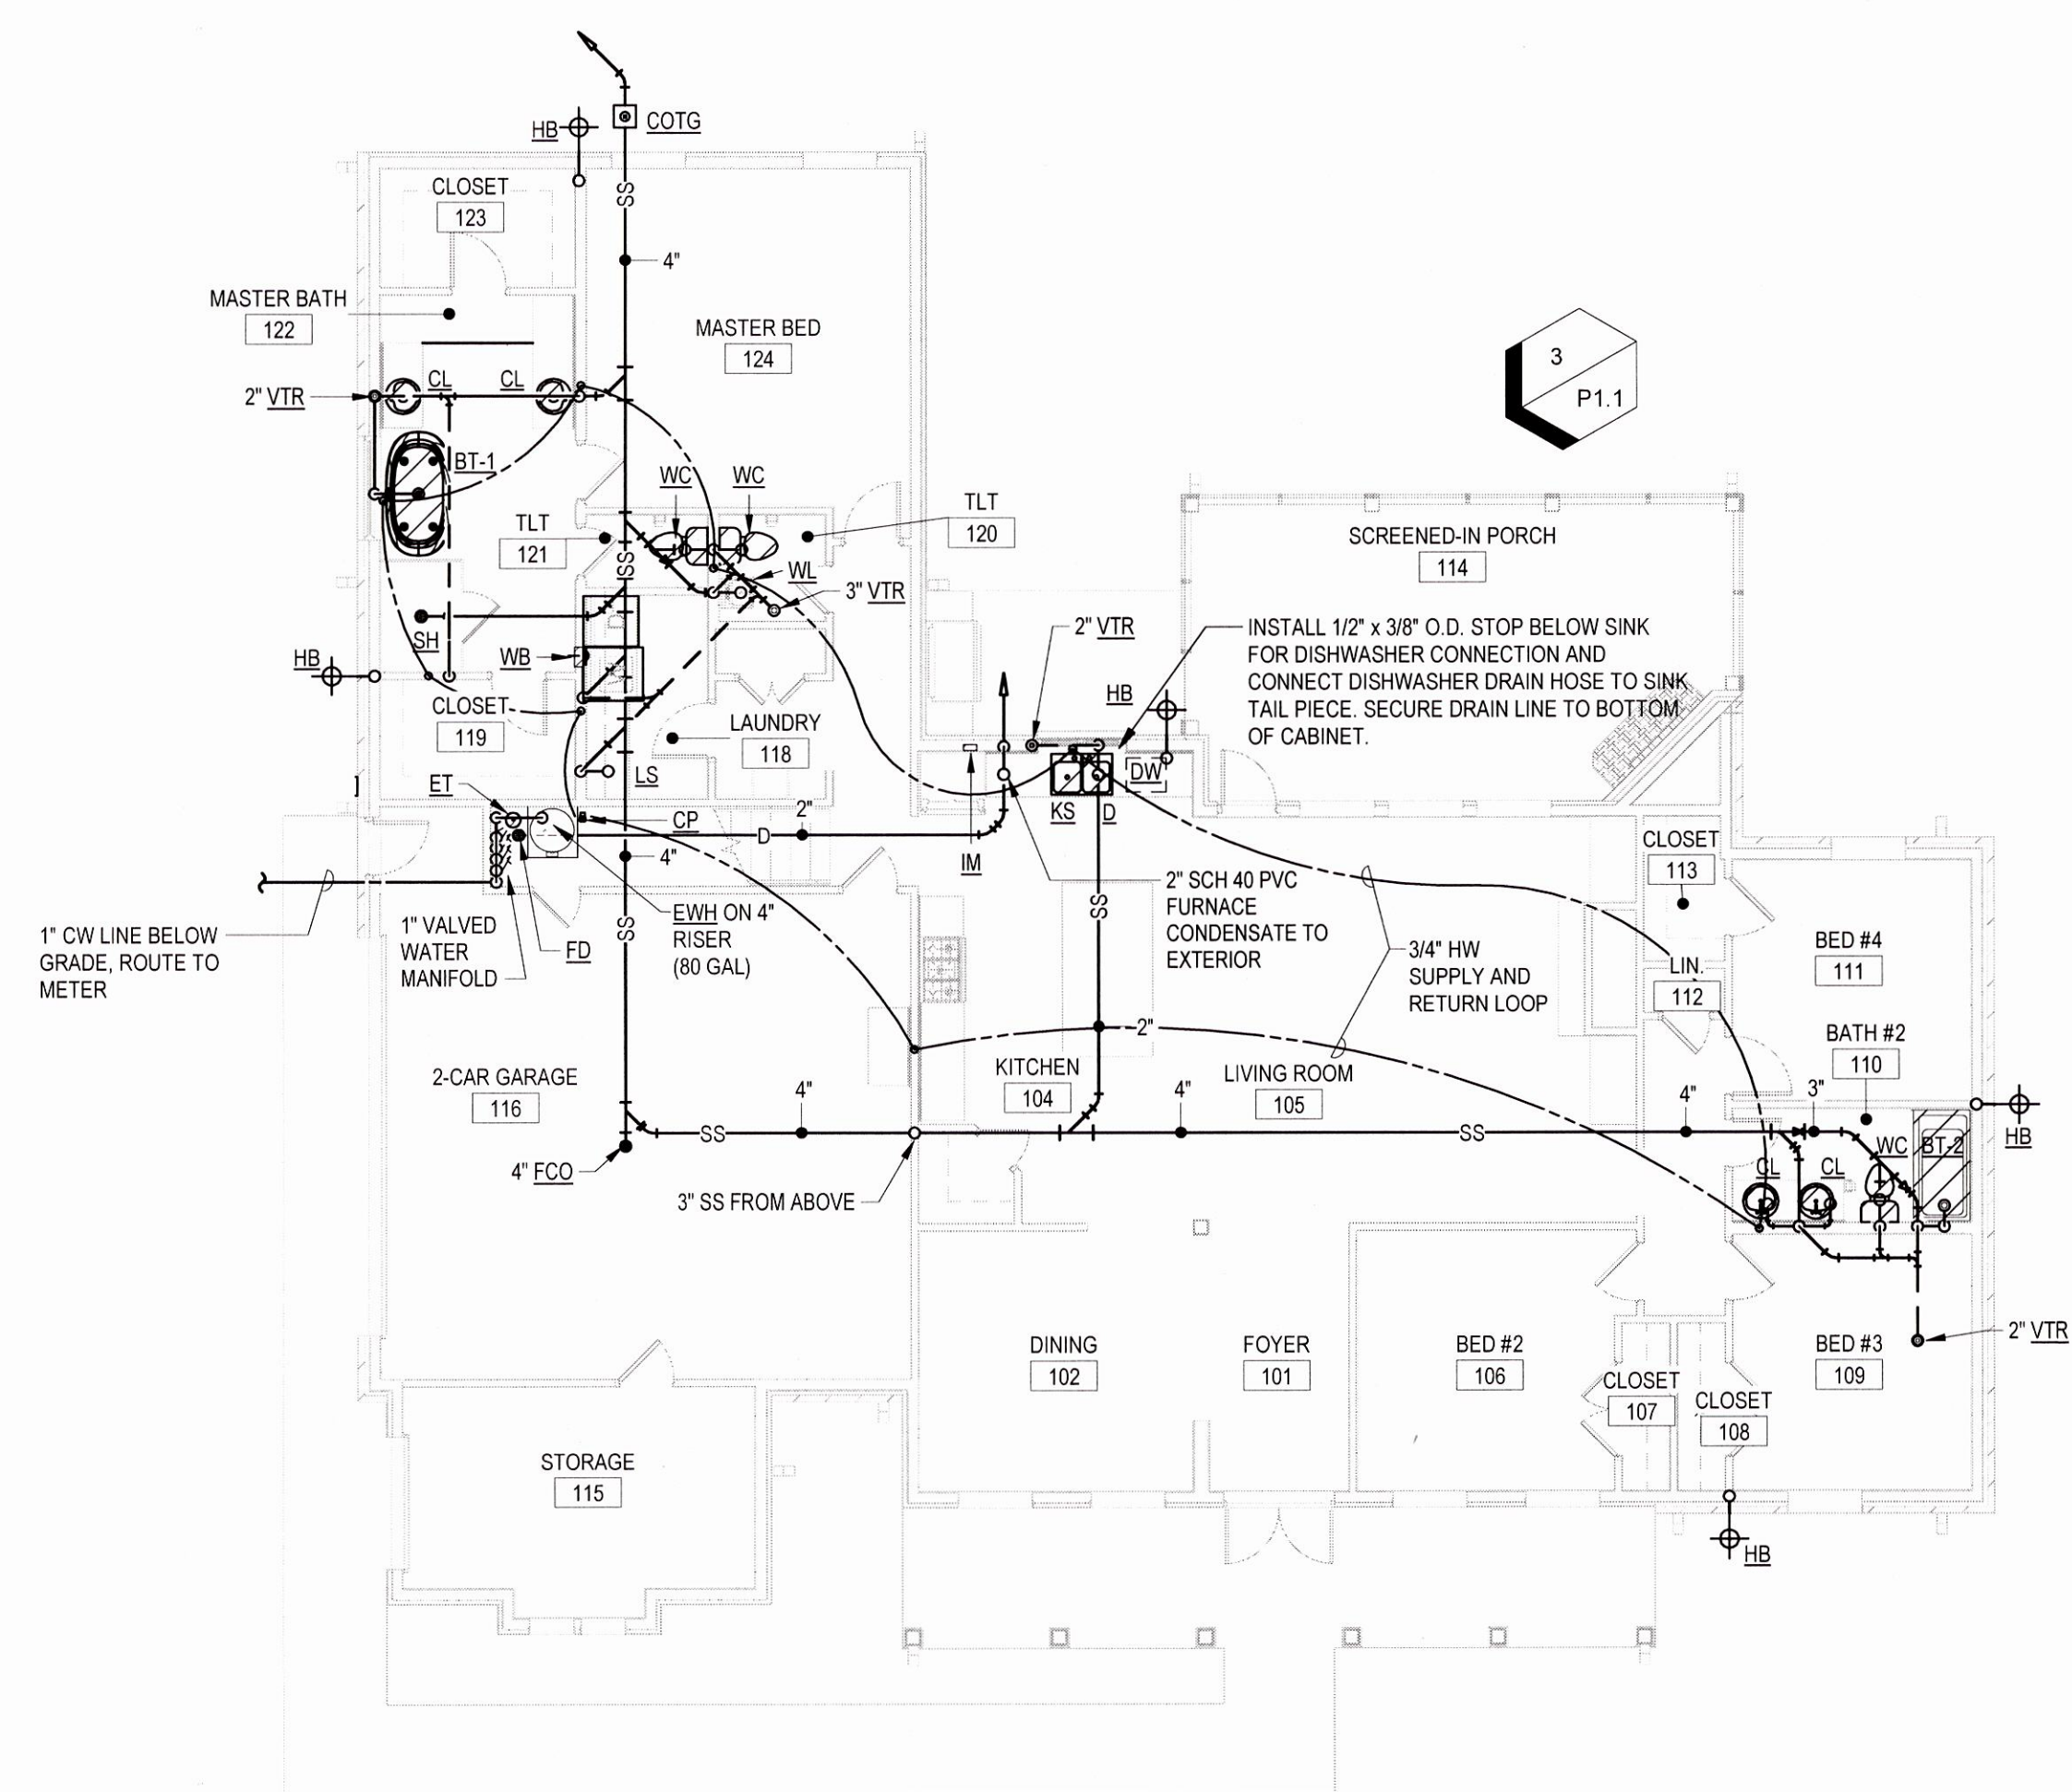 HB
COTG
SS
CLOSET
123
4"
MASTER BATH
122
MASTER BED
124
3
P1.1
CL
CL
2" VTR
BT-1
WC
WC
TLT
121
TLT
120
SS
WL
3" VTR
SCREENED-IN PORCH
114
SH
HB
WB
2" VTR
HB
INSTALL 1/2" x 3/8" O.D. STOP BELOW SINK
FOR DISHWASHER CONNECTION AND
CONNECT DISHWASHER DRAIN HOSE TO SINK
TAIL PIECE. SECURE DRAIN LINE TO BOTTOM
OF CABINET.
CLOSET
119
LAUNDRY
118
ET
LS
DW
KS
D
CP
D
2"
IM
4"
CLOSET
113
1" CW LINE BELOW
GRADE, ROUTE TO
METER
1" VALVED
WATER
MANIFOLD
FD
EWH ON 4"
RISER
(80 GAL)
SS
SS
2" SCH 40 PVC
FURNACE
CONDENSATE TO
EXTERIOR
3/4" HW
SUPPLY AND
RETURN LOOP
LIN.
112
BED #4
111
2"
BATH #2
110
2-CAR GARAGE
116
KITCHEN
104
LIVING ROOM
105
4"
4"
4"
3"
SS
SS
HB
4" FCO
3" SS FROM ABOVE
CL
CL
WC
BT-2
DINING
102
FOYER
101
BED #2
106
BED #3
109
2" VTR
CLOSET
107
CLOSET
108
STORAGE
115
HB